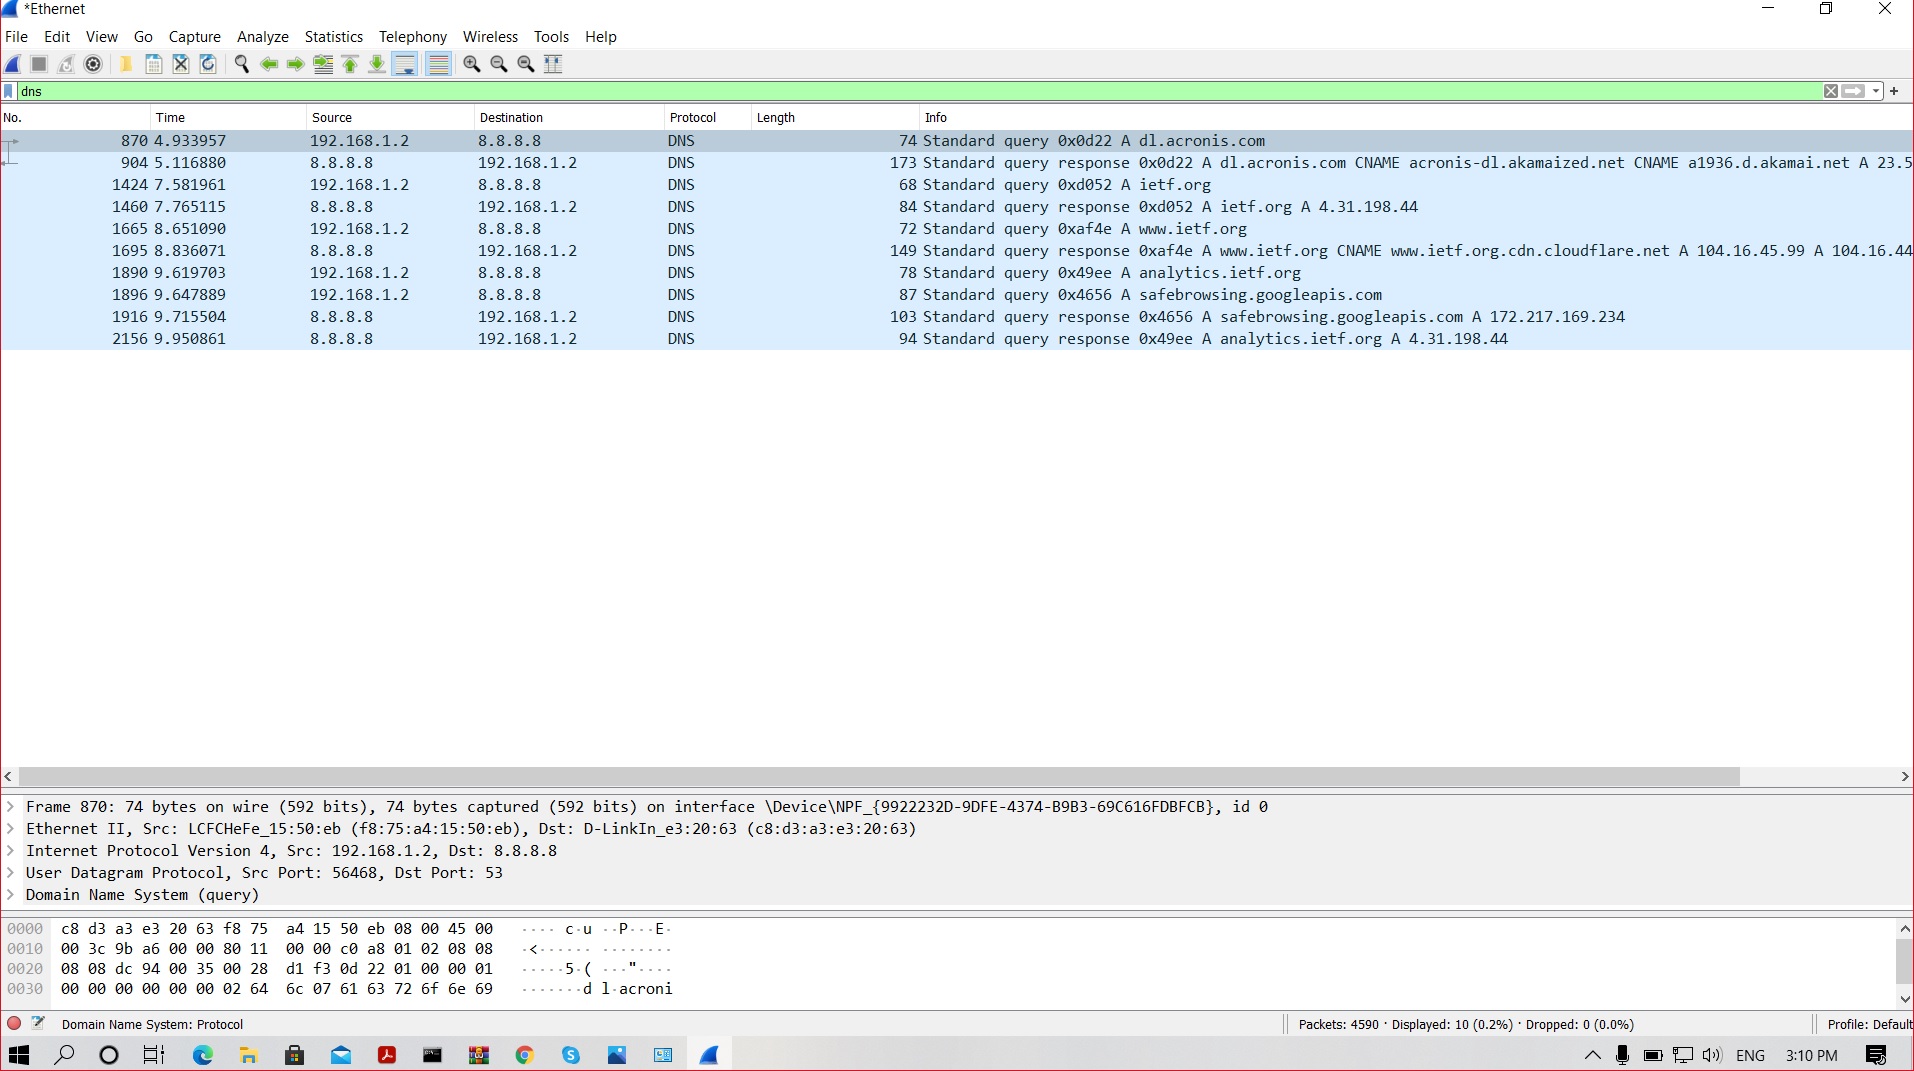 *Ethernet
File Edit View Go Capture Analyze Statistics Telephony Wireless Tools Help
dns
No. Time Source Destination Protocol Length Info
870 4.933957 192.168.1.2 8.8.8.8 DNS 74 Standard query 0x0d22 A dl.acronis.com
904 5.116880 8.8.8.8 192.168.1.2 DNS 173 Standard query response 0x0d22 A dl.acronis.com CNAME acronis-dl.akamaized.net CNAME a1936.d.akamai.net A 23.5
1424 7.581961 192.168.1.2 8.8.8.8 DNS 68 Standard query 0xd052 A ietf.org
1460 7.765115 8.8.8.8 192.168.1.2 DNS 84 Standard query response 0xd052 A ietf.org A 4.31.198.44
1665 8.651090 192.168.1.2 8.8.8.8 DNS 72 Standard query 0xaf4e A www.ietf.org
1695 8.836071 8.8.8.8 192.168.1.2 DNS 149 Standard query response 0xaf4e A www.ietf.org CNAME www.ietf.org.cdn.cloudflare.net A 104.16.45.99 A 104.16.44
1890 9.619703 192.168.1.2 8.8.8.8 DNS 78 Standard query 0x49ee A analytics.ietf.org
1896 9.647889 192.168.1.2 8.8.8.8 DNS 87 Standard query 0x4656 A safebrowsing.googleapis.com
1916 9.715504 8.8.8.8 192.168.1.2 DNS 103 Standard query response 0x4656 A safebrowsing.googleapis.com A 172.217.169.234
2156 9.950861 8.8.8.8 192.168.1.2 DNS 94 Standard query response 0x49ee A analytics.ietf.org A 4.31.198.44
Frame 870: 74 bytes on wire (592 bits), 74 bytes captured (592 bits) on interface \Device\NPF_{9922232D-9DFE-4374-B9B3-69C616FDBFCB}, id 0
Ethernet II, Src: LCFCHeFe_15:50:eb (f8:75:a4:15:50:eb), Dst: D-LinkIn_e3:20:63 (c8:d3:a3:e3:20:63)
Internet Protocol Version 4, Src: 192.168.1.2, Dst: 8.8.8.8
User Datagram Protocol, Src Port: 56468, Dst Port: 53
Domain Name System (query)
0000 c8 d3 a3 e3 20 63 f8 75 a4 15 50 eb 08 00 45 00 ···· c·u ··P···E·
0010 00 3c 9b a6 00 00 80 11 00 00 c0 a8 01 02 08 08 ·<······ ········
0020 08 08 dc 94 00 35 00 28 d1 f3 0d 22 01 00 00 01 ·····5·( ···"····
0030 00 00 00 00 00 00 02 64 6c 07 61 63 72 6f 6e 69 ·······d l·acroni
Domain Name System: Protocol Packets: 4590 · Displayed: 10 (0.2%) · Dropped: 0 (0.0%) Profile: Default
ENG 3:10 PM